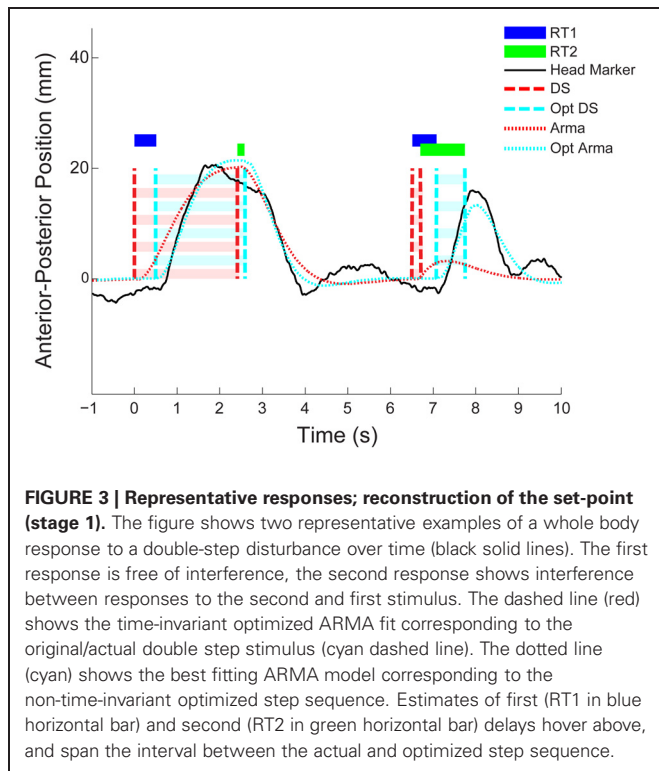 RT1
RT2
Head Marker
DS
Opt DS
Arma
Opt Arma
Anterior-Posterior Position (mm)
40
20
0
−1 0 1 2 3 4 5 6 7 8 9 10
Time (s)
FIGURE 3 | Representative responses; reconstruction of the set-point
(stage 1). The figure shows two representative examples of a whole body
response to a double-step disturbance over time (black solid lines). The first
response is free of interference, the second response shows interference
between responses to the second and first stimulus. The dashed line (red)
shows the time-invariant optimized ARMA fit corresponding to the
original/actual double step stimulus (cyan dashed line). The dotted line
(cyan) shows the best fitting ARMA model corresponding to the
non-time-invariant optimized step sequence. Estimates of first (RT1 in blue
horizontal bar) and second (RT2 in green horizontal bar) delays hover above,
and span the interval between the actual and optimized step sequence.